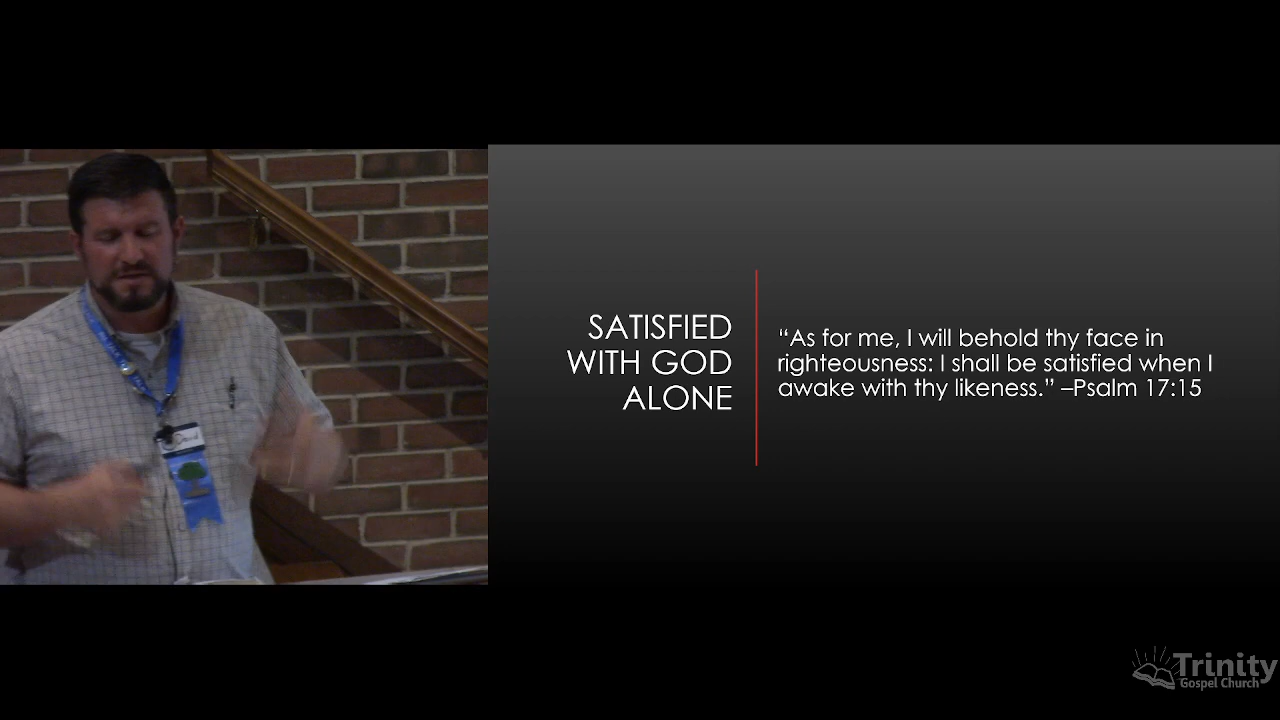 SATISFIED
WITH GOD
ALONE
“As for me, I will behold thy face in
righteousness: I shall be satisfied when I
awake with thy likeness.” –Psalm 17:15
Trinity
Gospel Church